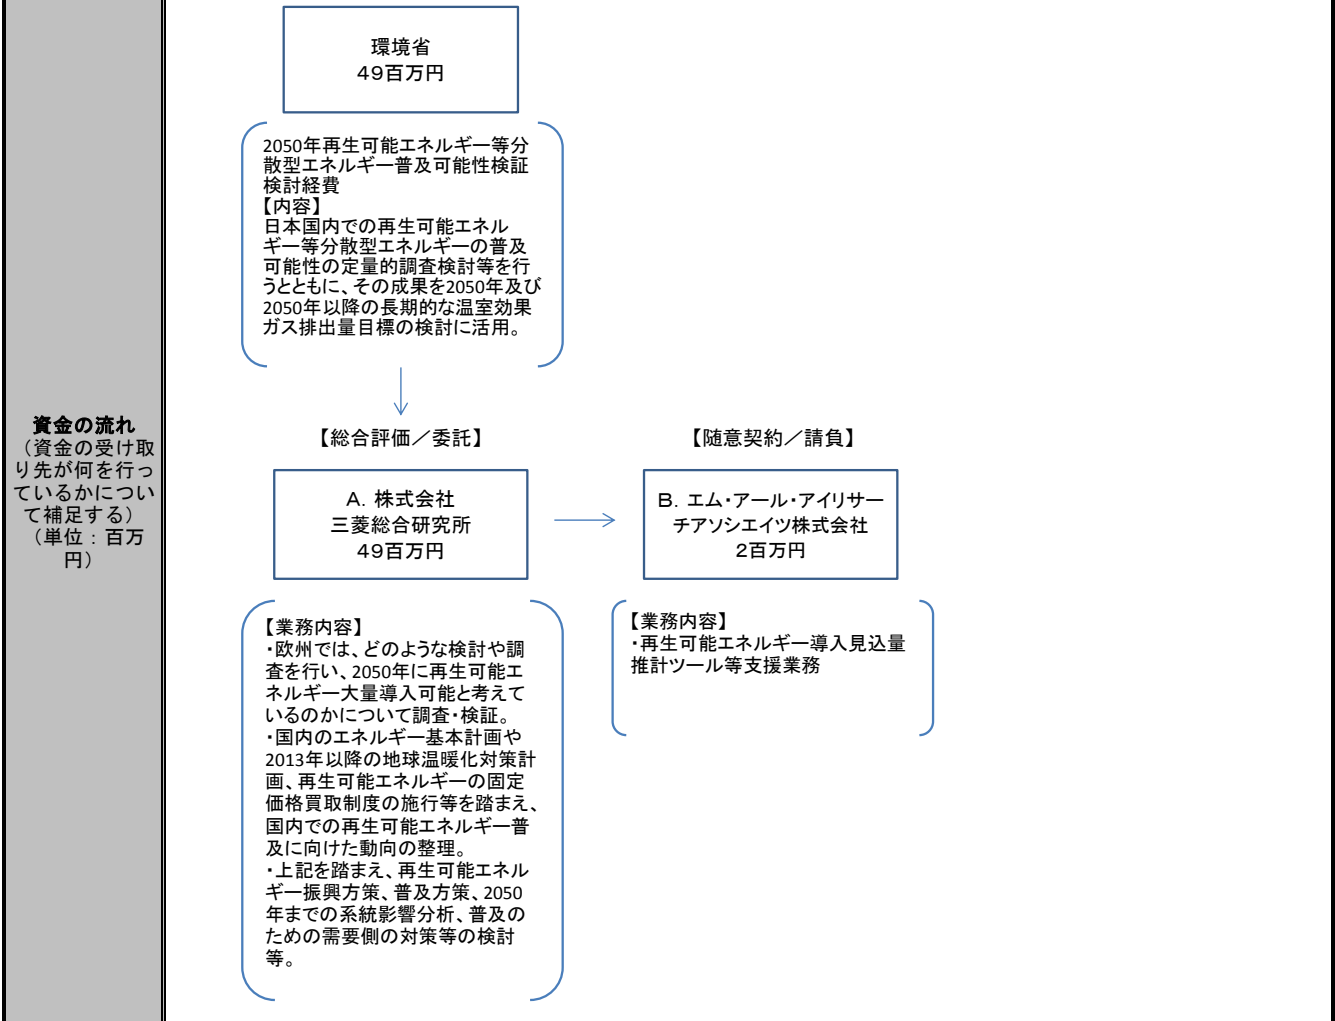 資金の流れ
（資金の受け取
り先が何を行っ
ているかについ
て補足する）
（単位：百万
円）
環境省
４９百万円
2050年再生可能エネルギー等分
散型エネルギー普及可能性検証
検討経費
【内容】
日本国内での再生可能エネル
ギー等分散型エネルギーの普及
可能性の定量的調査検討等を行
うとともに、その成果を2050年及び
2050年以降の長期的な温室効果
ガス排出量目標の検討に活用。
【総合評価／委託】
Ａ．株式会社
三菱総合研究所
４９百万円
【業務内容】
・欧州では、どのような検討や調
査を行い、2050年に再生可能エ
ネルギー大量導入可能と考えて
いるのかについて調査・検証。
・国内のエネルギー基本計画や
2013年以降の地球温暖化対策計
画、再生可能エネルギーの固定
価格買取制度の施行等を踏まえ、
国内での再生可能エネルギー普
及に向けた動向の整理。
・上記を踏まえ、再生可能エネル
ギー振興方策、普及方策、2050
年までの系統影響分析、普及の
ための需要側の対策等の検討
等。
【随意契約／請負】
Ｂ．エム・アール・アイリサー
チアソシエイツ株式会社
２百万円
【業務内容】
・再生可能エネルギー導入見込量
推計ツール等支援業務